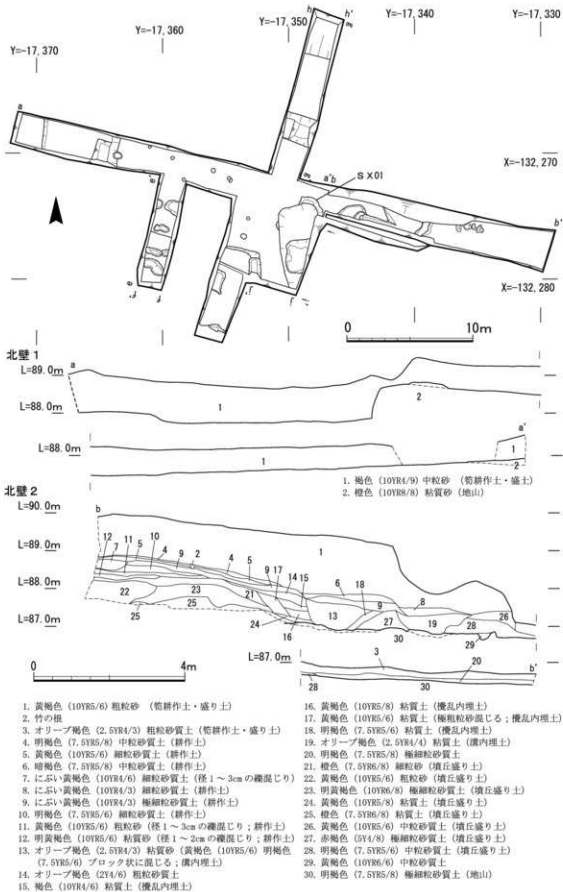 Y=-17,370
Y=-17,360
Y=-17,350
Y=-17,340
Y=-17,330
h h'
g
a
X=-132,270
g' a'b
SX01
b'
e'
e
d' d
f' f
X=-132,280
0 10m
北壁1
L=89.0m
a
L=88.0m
1
2
a'
L=88.0m
1
1
2
1. 褐色 (10YR4/9) 中粒砂 (筍耕作土・盛土)
2. 橙色 (10YR8/8) 粘質砂 (地山)
北壁2
L=90.0m
b
L=89.0m
12 7 11 5 10 4 9 2 4 5 9 17 14 15 1
L=88.0m
22 23 21 6 18 9 8
25 25 13 27 19 28 26
L=87.0m
24 16 30 29
L=87.0m
3 20 b'
28 30
0 4m
1. 黄褐色 (10YR5/6) 粗粒砂 (筍耕作土・盛り土)
2. 竹の根
3. オリーブ褐色 (2.5YR4/3) 粗粒砂質土 (筍耕作土・盛り土)
4. 明褐色 (7.5YR5/8) 中粒砂質土 (耕作土)
5. 黄褐色 (10YR5/6) 細粒砂質土 (耕作土)
6. 暗褐色 (7.5YR5/8) 中粒砂質土 (耕作土)
7. にぶい黄褐色 (10YR4/6) 細粒砂質土 (径1~3cmの礫混じり)
8. にぶい黄褐色 (10YR4/3) 細粒砂質土 (耕作土)
9. にぶい黄褐色 (10YR4/3) 極細粒砂質土 (耕作土)
10. 明褐色 (7.5YR5/6) 細粒砂質土 (耕作土)
11. 黄褐色 (10YR5/6) 粗粒砂 (径1~3cmの礫混じり;耕作土)
12. 明黄褐色 (10YR5/6) 粘質砂 (径1~2cmの礫混じり;耕作土)
13. オリーブ褐色 (2.5Y4/3) 粘質砂 (黄褐色 (10YR5/6) 明褐色
(7.5YR5/6) ブロック状に混じる;溝内埋土)
14. オリーブ褐色 (2Y4/6) 粗粒砂質土
15. 褐色 (10YR4/6) 粘質土 (攪乱内埋土)
16. 黄褐色 (10YR5/8) 粘質土 (攪乱内埋土)
17. 黄褐色 (10YR5/6) 粘質土 (極粗粒砂混じる;攪乱内埋土)
18. 明褐色 (7.5YR5/6) 粘質土 (攪乱内埋土)
19. オリーブ褐色 (2.5YR4/4) 粘質土 (溝内埋土)
20. 明褐色 (7.5YR5/8) 極細粒砂質土
21. 橙色 (7.5YR6/8) 細粒砂質土 (墳丘盛り土)
22. 黄褐色 (10YR5/6) 粗粒砂 (墳丘盛り土)
23. 明黄褐色 (10YR6/8) 極細粒砂質土 (墳丘盛り土)
24. 黄褐色 (10YR5/8) 粘質土 (墳丘盛り土)
25. 橙色 (7.5YR6/8) 粘質土 (墳丘盛り土)
26. 黄褐色 (10YR5/6) 中粒砂質土 (墳丘盛り土)
27. 赤褐色 (5Y4/8) 極細粒砂質土 (墳丘盛り土)
28. 明褐色 (7.5YR5/6) 中粒砂質土 (墳丘盛り土)
29. 黄褐色 (10YR6/6) 中粒砂質土
30. 明褐色 (7.5YR5/8) 極細粒砂質土 (地山)